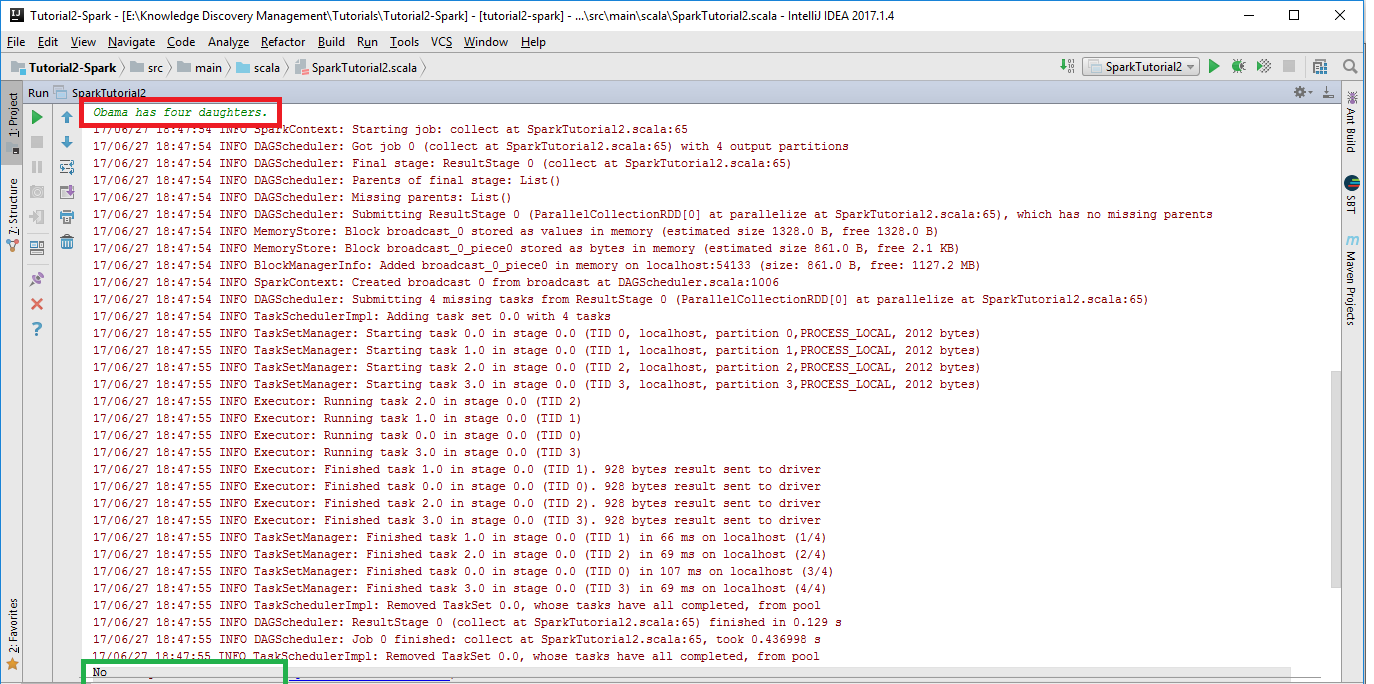 Tutorial2-Spark - [E:\Knowledge Discovery Management\Tutorials\Tutorial2-Spark] - [tutorial2-spark] - ...\src\main\scala\SparkTutorial2.scala - IntelliJ IDEA 2017.1.4
File Edit View Navigate Code Analyze Refactor Build Run Tools VCS Window Help
Tutorial2-Spark src main scala SparkTutorial2.scala SparkTutorial2
Run SparkTutorial2
1: Project
7: Structure
2: Favorites
Obama has four daughters.
17/06/27 18:47:54 INFO SparkContext: Starting job: collect at SparkTutorial2.scala:65
17/06/27 18:47:54 INFO DAGScheduler: Got job 0 (collect at SparkTutorial2.scala:65) with 4 output partitions
17/06/27 18:47:54 INFO DAGScheduler: Final stage: ResultStage 0 (collect at SparkTutorial2.scala:65)
17/06/27 18:47:54 INFO DAGScheduler: Parents of final stage: List()
17/06/27 18:47:54 INFO DAGScheduler: Missing parents: List()
17/06/27 18:47:54 INFO DAGScheduler: Submitting ResultStage 0 (ParallelCollectionRDD[0] at parallelize at SparkTutorial2.scala:65), which has no missing parents
17/06/27 18:47:54 INFO MemoryStore: Block broadcast_0 stored as values in memory (estimated size 1328.0 B, free 1328.0 B)
17/06/27 18:47:54 INFO MemoryStore: Block broadcast_0_piece0 stored as bytes in memory (estimated size 861.0 B, free 2.1 KB)
17/06/27 18:47:54 INFO BlockManagerInfo: Added broadcast_0_piece0 in memory on localhost:54133 (size: 861.0 B, free: 1127.2 MB)
17/06/27 18:47:54 INFO SparkContext: Created broadcast 0 from broadcast at DAGScheduler.scala:1006
17/06/27 18:47:54 INFO DAGScheduler: Submitting 4 missing tasks from ResultStage 0 (ParallelCollectionRDD[0] at parallelize at SparkTutorial2.scala:65)
17/06/27 18:47:54 INFO TaskSchedulerImpl: Adding task set 0.0 with 4 tasks
17/06/27 18:47:55 INFO TaskSetManager: Starting task 0.0 in stage 0.0 (TID 0, localhost, partition 0,PROCESS_LOCAL, 2012 bytes)
17/06/27 18:47:55 INFO TaskSetManager: Starting task 1.0 in stage 0.0 (TID 1, localhost, partition 1,PROCESS_LOCAL, 2012 bytes)
17/06/27 18:47:55 INFO TaskSetManager: Starting task 2.0 in stage 0.0 (TID 2, localhost, partition 2,PROCESS_LOCAL, 2012 bytes)
17/06/27 18:47:55 INFO TaskSetManager: Starting task 3.0 in stage 0.0 (TID 3, localhost, partition 3,PROCESS_LOCAL, 2012 bytes)
17/06/27 18:47:55 INFO Executor: Running task 2.0 in stage 0.0 (TID 2)
17/06/27 18:47:55 INFO Executor: Running task 1.0 in stage 0.0 (TID 1)
17/06/27 18:47:55 INFO Executor: Running task 0.0 in stage 0.0 (TID 0)
17/06/27 18:47:55 INFO Executor: Running task 3.0 in stage 0.0 (TID 3)
17/06/27 18:47:55 INFO Executor: Finished task 1.0 in stage 0.0 (TID 1). 928 bytes result sent to driver
17/06/27 18:47:55 INFO Executor: Finished task 0.0 in stage 0.0 (TID 0). 928 bytes result sent to driver
17/06/27 18:47:55 INFO Executor: Finished task 2.0 in stage 0.0 (TID 2). 928 bytes result sent to driver
17/06/27 18:47:55 INFO Executor: Finished task 3.0 in stage 0.0 (TID 3). 928 bytes result sent to driver
17/06/27 18:47:55 INFO TaskSetManager: Finished task 1.0 in stage 0.0 (TID 1) in 66 ms on localhost (1/4)
17/06/27 18:47:55 INFO TaskSetManager: Finished task 2.0 in stage 0.0 (TID 2) in 69 ms on localhost (2/4)
17/06/27 18:47:55 INFO TaskSetManager: Finished task 0.0 in stage 0.0 (TID 0) in 107 ms on localhost (3/4)
17/06/27 18:47:55 INFO TaskSetManager: Finished task 3.0 in stage 0.0 (TID 3) in 69 ms on localhost (4/4)
17/06/27 18:47:55 INFO TaskSchedulerImpl: Removed TaskSet 0.0, whose tasks have all completed, from pool
17/06/27 18:47:55 INFO DAGScheduler: ResultStage 0 (collect at SparkTutorial2.scala:65) finished in 0.129 s
17/06/27 18:47:55 INFO DAGScheduler: Job 0 finished: collect at SparkTutorial2.scala:65, took 0.436998 s
17/06/27 18:47:55 INFO TaskSchedulerImpl: Removed TaskSet 0.0, whose tasks have all completed, from pool
No
Ant Build
SBT
Maven Projects